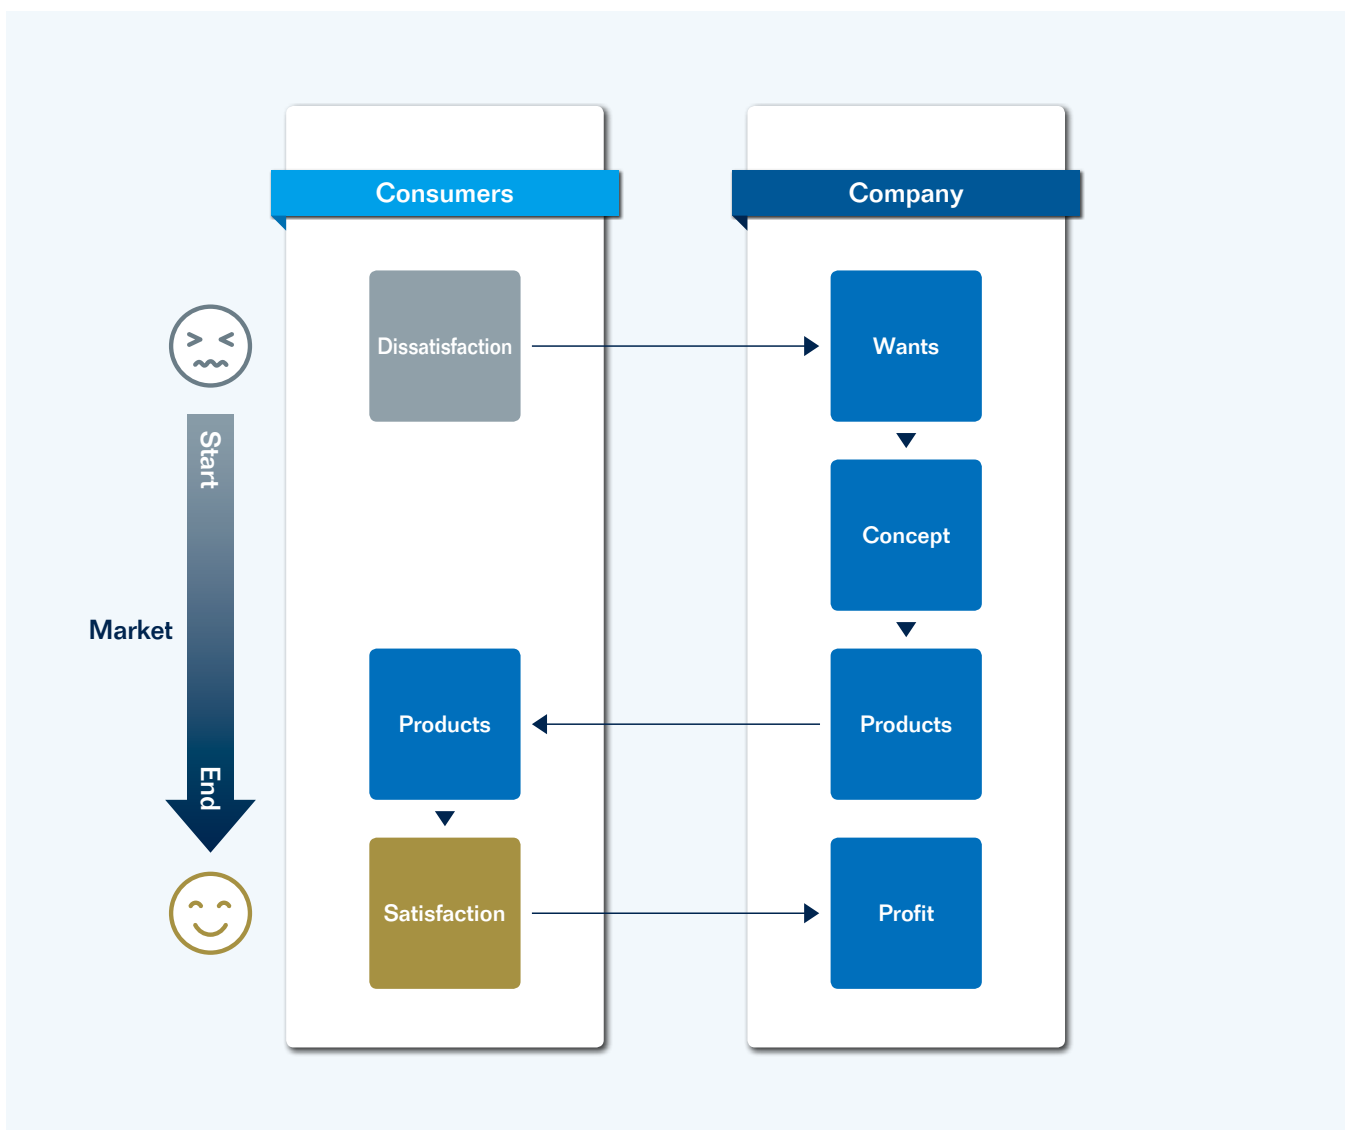 Consumers
Company
Dissatisfaction
Wants
Start
Concept
Market
Products
Products
End
Satisfaction
Profit